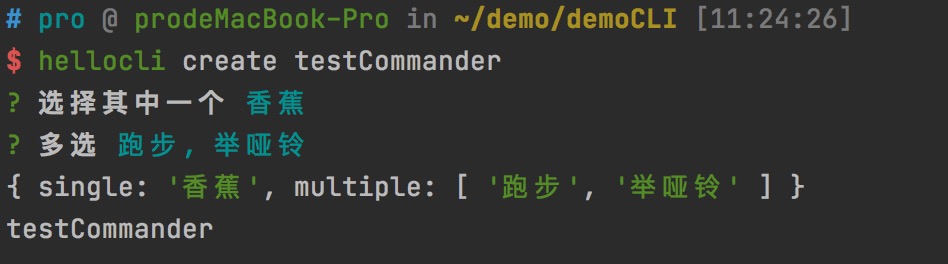 # pro @ prodeMacBook-Pro in ~/demo/demoCLI [11:24:26]
$ hellocli create testCommander
? 选择其中一个 香蕉
? 多选 跑步, 举哑铃
{ single: '香蕉', multiple: [ '跑步', '举哑铃' ] }
testCommander